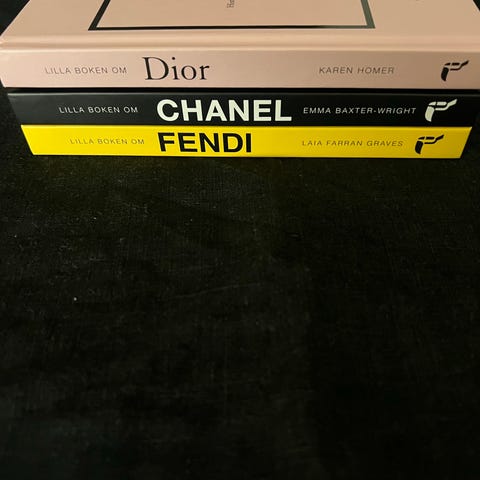 LILLA BOKEN OM Dior KAREN HOMER
LILLA BOKEN OM CHANEL EMMA BAXTER-WRIGHT
LILLA BOKEN OM FENDI LAIA FARRAN GRAVES